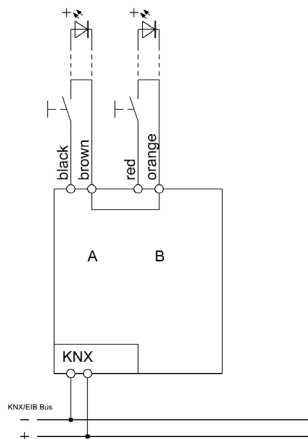 +
+
black
brown
red
orange
A
B
KNX
KNX/EIB Bus
−
+